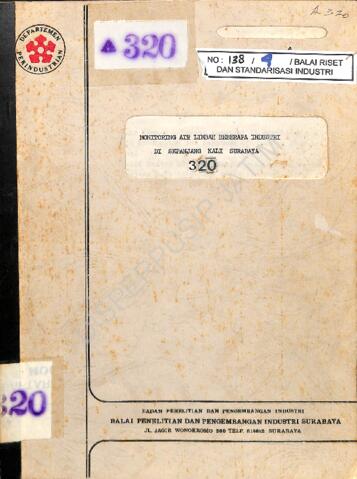 A 320
DEPARTEMEN
PERINDUSTRIAN
A 320
NO: 138 / 9 / BALAI RISET
DAN STANDARISASI INDUSTRI
MONITORING AIR LIMBAH BEBERAPA INDUSTRI
DI SEPANJANG KALI SURABAYA
320
320
BADAN PENELITIAN DAN PENGEMBANGAN INDUSTRI
BALAI PENELITIAN DAN PENGEMBANGAN INDUSTRI SURABAYA
JL. JAGIR WONOKROMO 360 TELP. SURABAYA